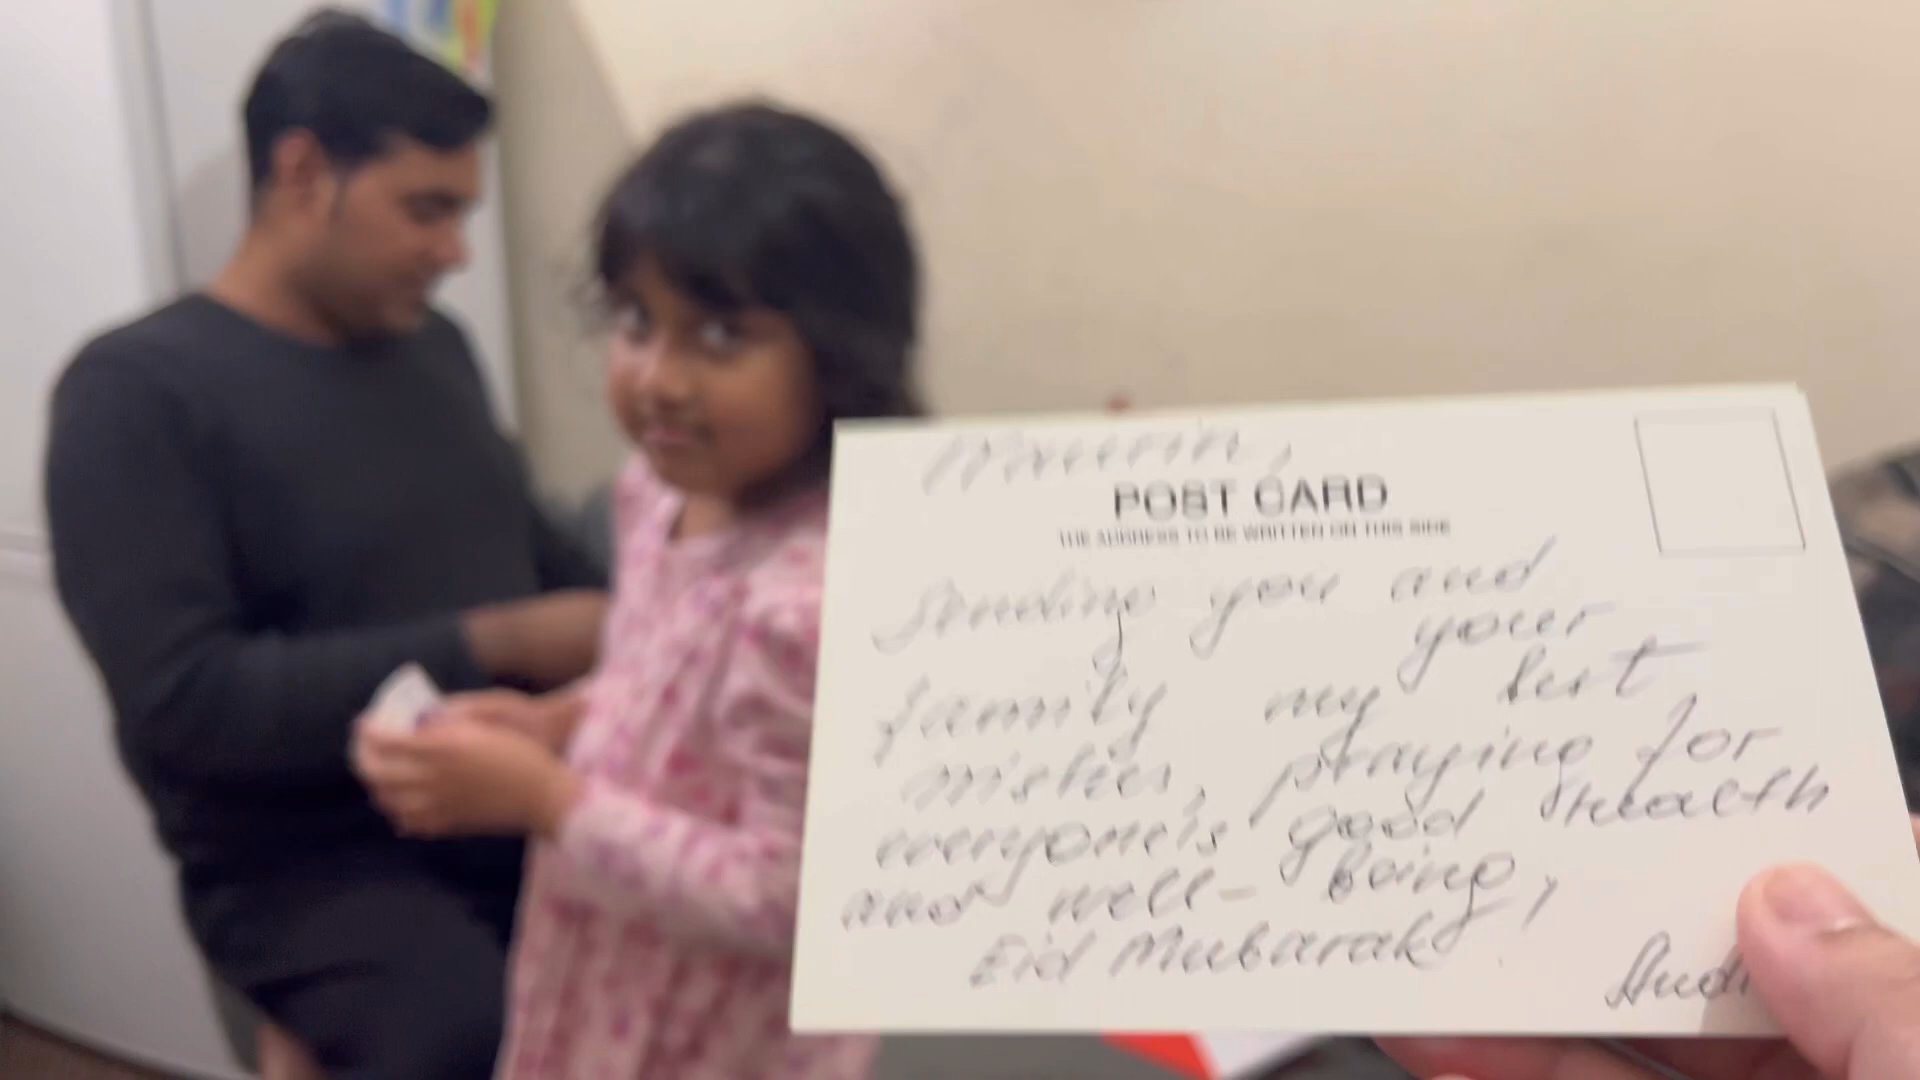 POST CARD
THE ADDRESS TO BE WRITTEN ON THIS SIDE
Sending you and
your
family my best
wishes, praying for
everyone's good health
and well-being,
Eid Mubarak